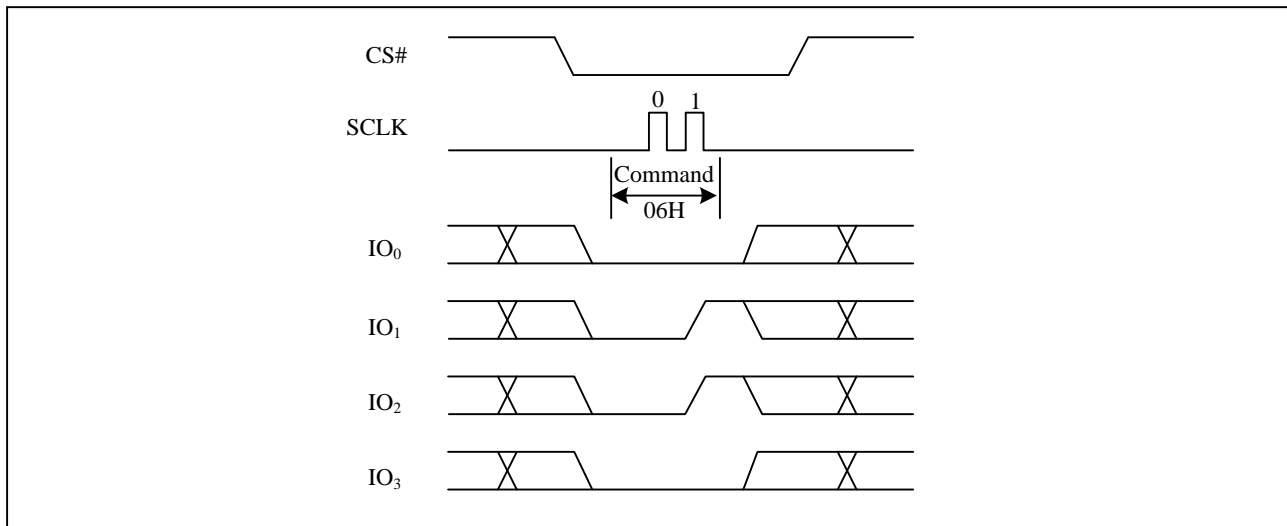 CS#
0 1
SCLK
Command
06H
IO₀
IO₁
IO₂
IO₃